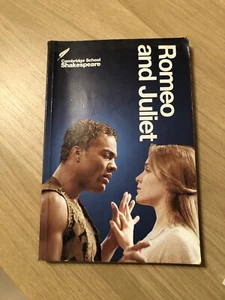 Cambridge School
Shakespeare
Romeo
and Juliet